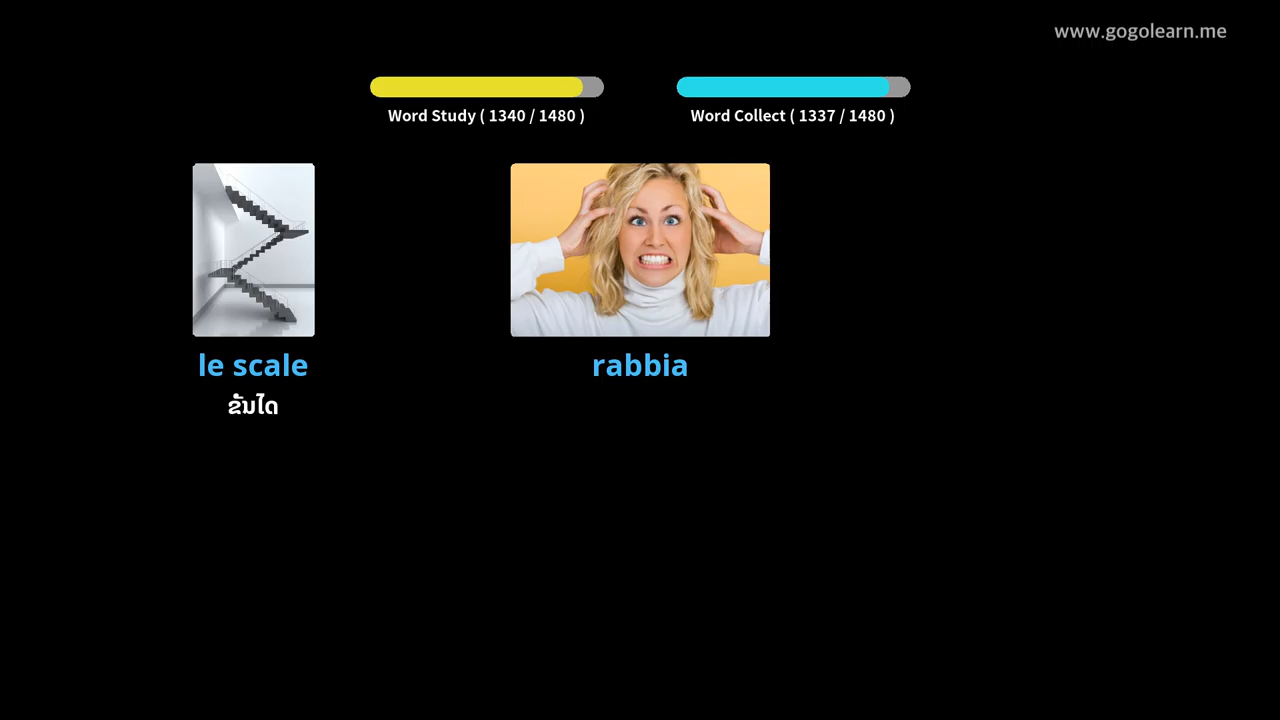 www.gogolearn.me
Word Study ( 1340 / 1480 )
Word Collect ( 1337 / 1480 )
le scale
ຂັ້ນໄດ
rabbia